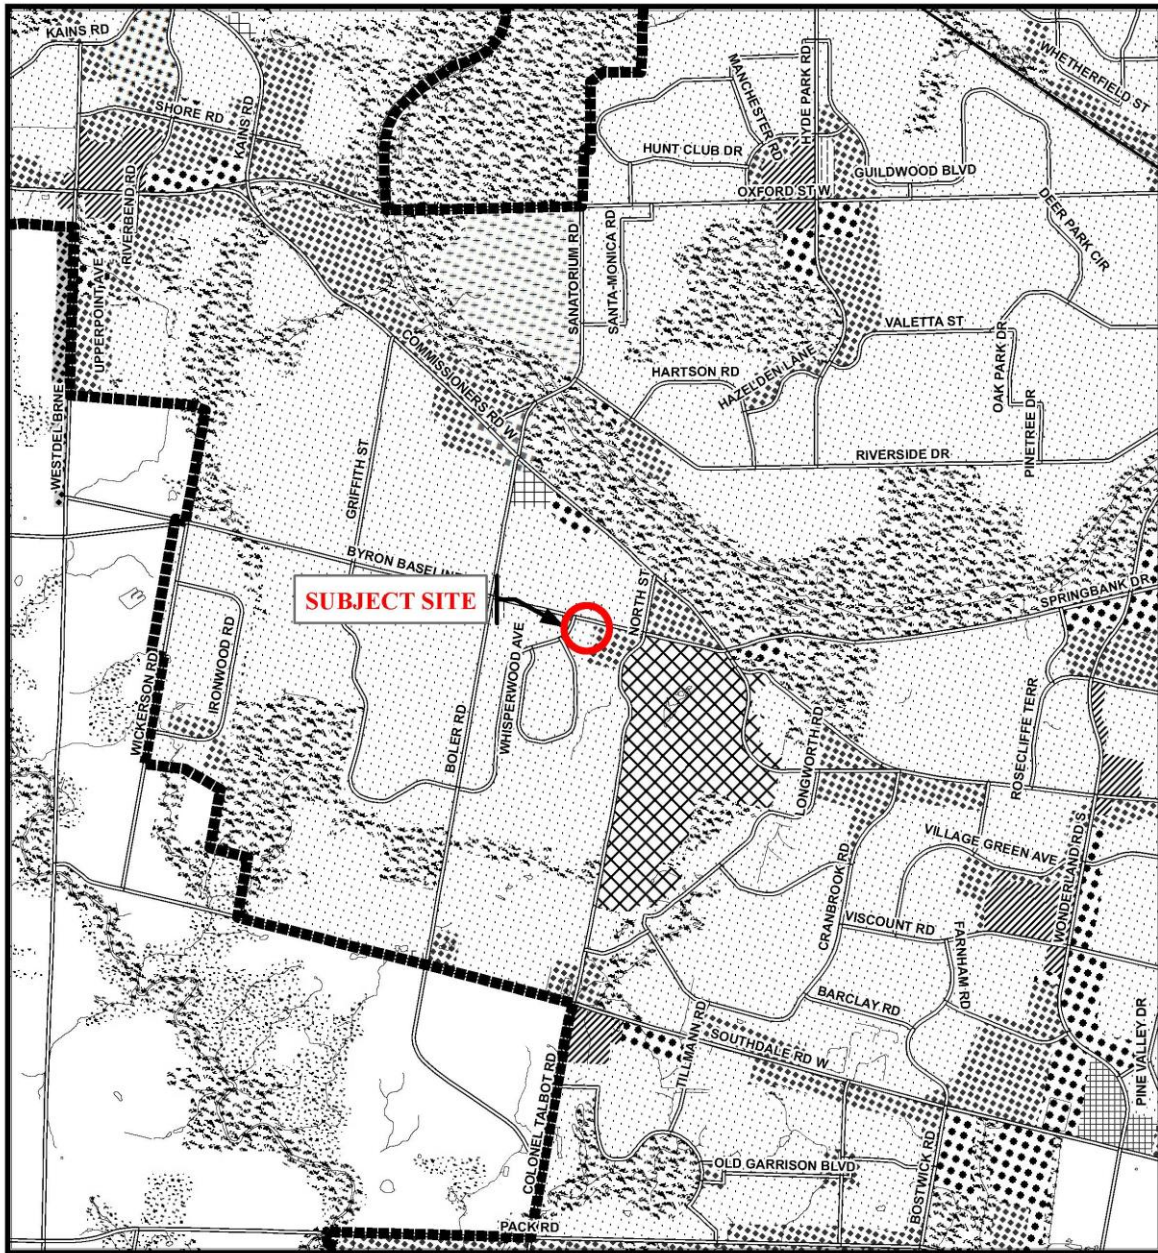 KAINS RD
SHORE RD
KAINS RD
RIVERBEND RD
UPPERPOINT AVE
WESTDEL BRNE
MANCHESTER RD
HYDE PARK RD
WHETHERFIELD ST
HUNT CLUB DR
GUILDWOOD BLVD
OXFORD ST W
DEER PARK CIR
SANATORIUM RD
SANTA-MONICA RD
COMMISSIONERS RD W
VALETTA ST
OAK PARK DR
HARTSON RD
HAZELDEN LANE
PINETREE DR
RIVERSIDE DR
GRIFFITH ST
BYRON BASELINE
SUBJECT SITE
NORTH ST
SPRINGBANK DR
IRONWOOD RD
WICKERSON RD
WHISPERWOOD AVE
BOLER RD
ROSECLIFFE TERR
LONGWORTH RD
WONDERLAND RD S
VILLAGE GREEN AVE
CRANBROOK RD
VISCOUNT RD
FARNHAM RD
BARCLAY RD
TILLMANN RD
SOUTHDALE RD W
PINE VALLEY DR
COLONEL TALBOT RD
OLD GARRISON BLVD
BOSTWICK RD
PACK RD